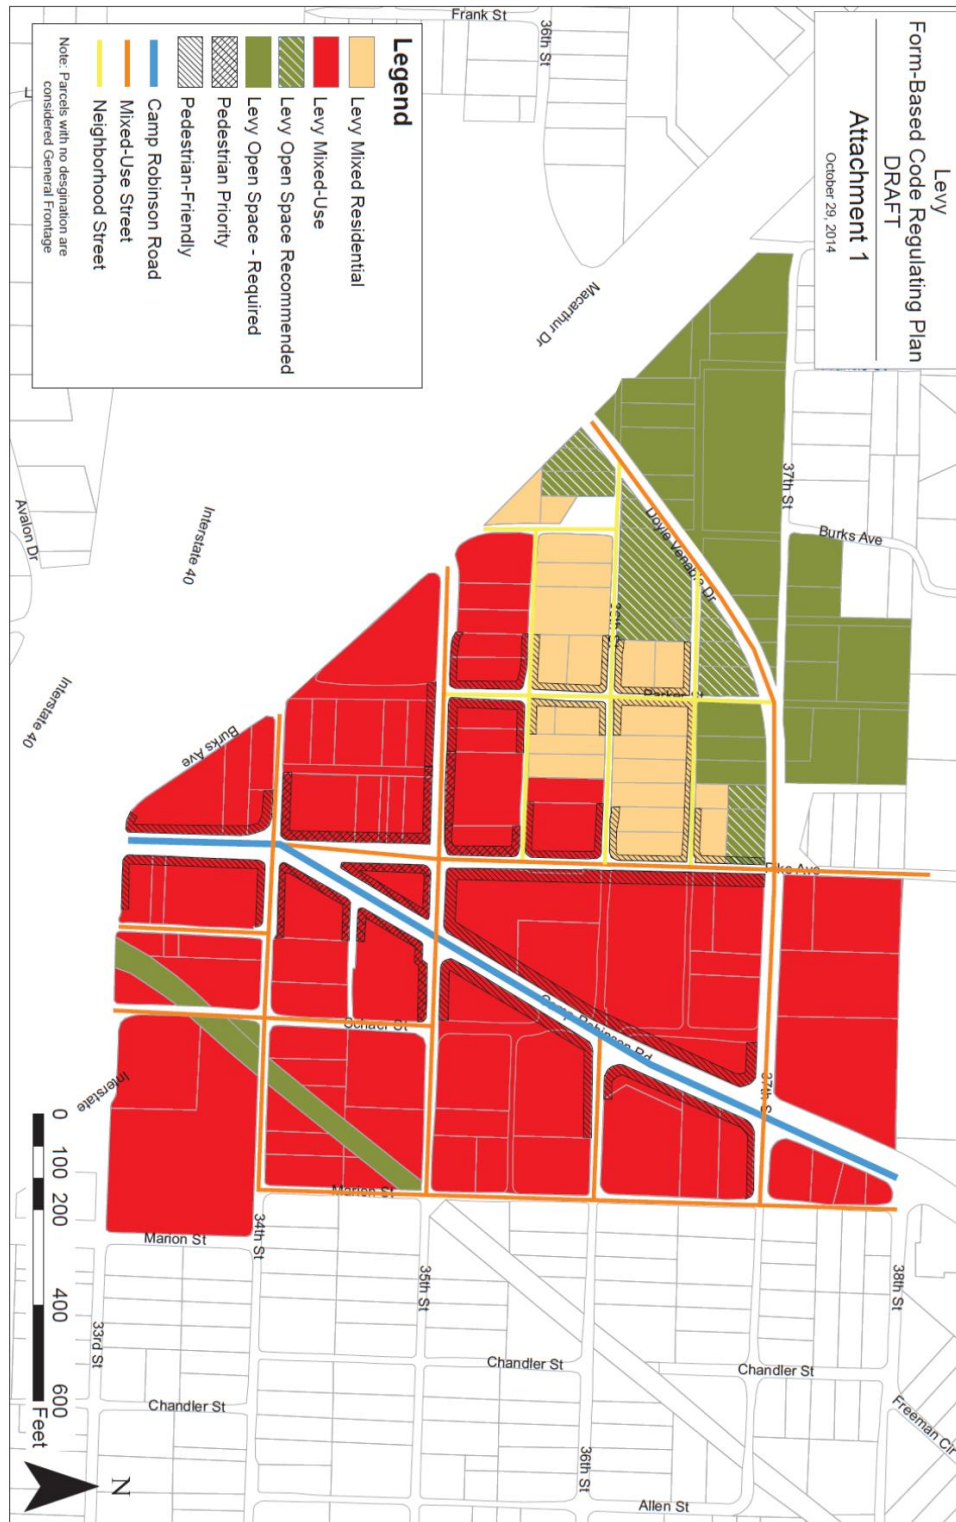 Levy
Form-Based Code Regulating Plan
DRAFT
Attachment 1
October 29, 2014
Legend
Levy Mixed Residential
Levy Mixed-Use
Levy Open Space Recommended
Levy Open Space - Required
Pedestrian Priority
Pedestrian-Friendly
Camp Robinson Road
Mixed-Use Street
Neighborhood Street
Note: Parcels with no desgination are
considered General Frontage
Frank St
36th St
Macarthur Dr
37th St
Burks Ave
Doyle Venable Dr
Avalon Dr
Interstate 40
Interstate 40
Burks Ave
Pike Ave
Camp Robinson Rd
Schaer St
37th St
Interstate
Marion St
Marion St
34th St
35th St
38th St
33rd St
Chandler St
Chandler St
Chandler St
Freeman Cir
36th St
Allen St
0 100 200 400 600
Feet
N